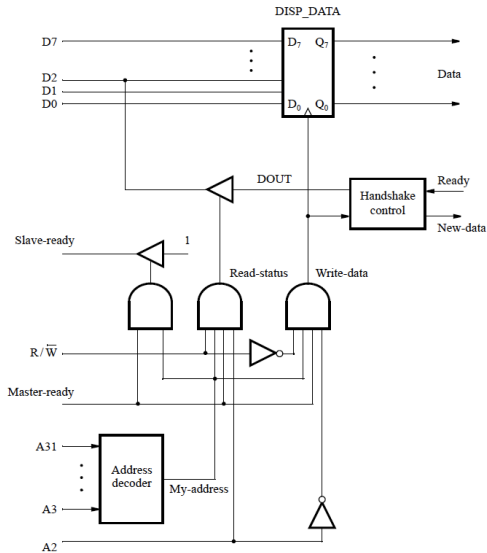 DISP_DATA
D7
D7 Q7
D2
Data
D1
D0
D0 Q0
DOUT
Ready
Handshake
control
New-data
Slave-ready
1
Read-status
Write-data
R/W̅
Master-ready
A31
Address
decoder
My-address
A3
A2